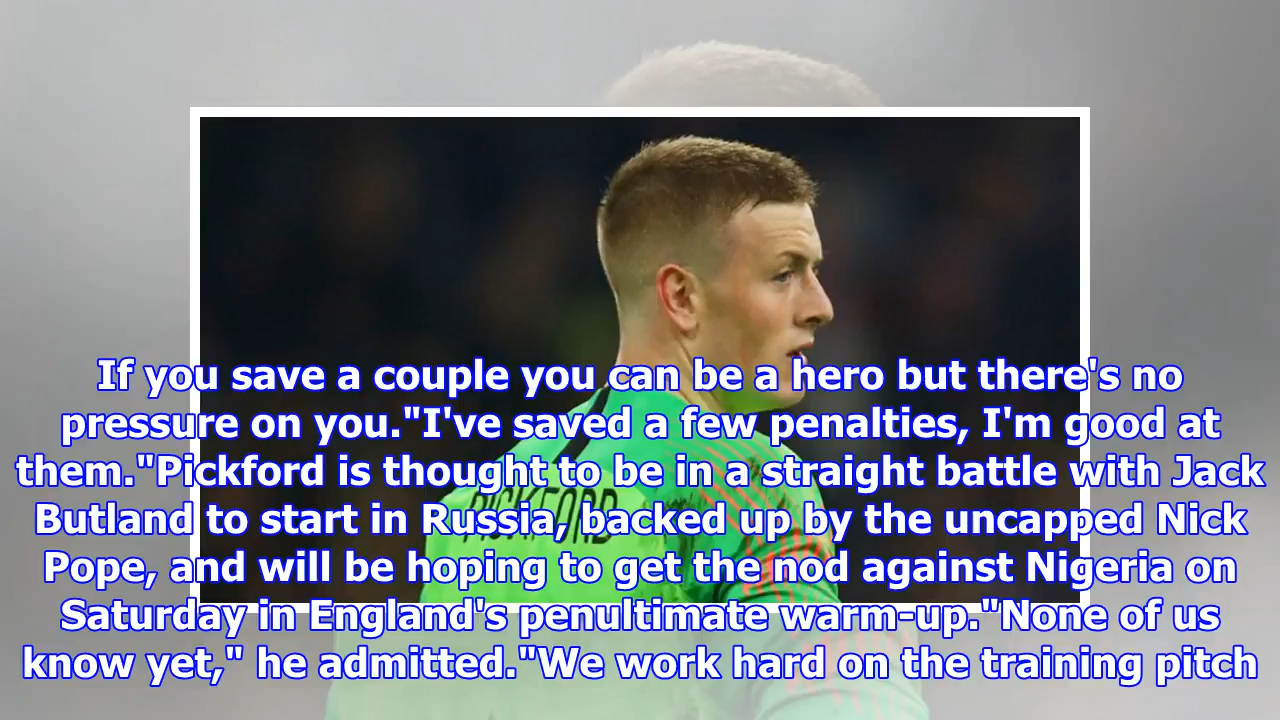 If you save a couple you can be a hero but there's no
pressure on you."I've saved a few penalties, I'm good at
them."Pickford is thought to be in a straight battle with Jack
Butland to start in Russia, backed up by the uncapped Nick
Pope, and will be hoping to get the nod against Nigeria on
Saturday in England's penultimate warm-up."None of us
know yet," he admitted."We work hard on the training pitch
PICKFORD